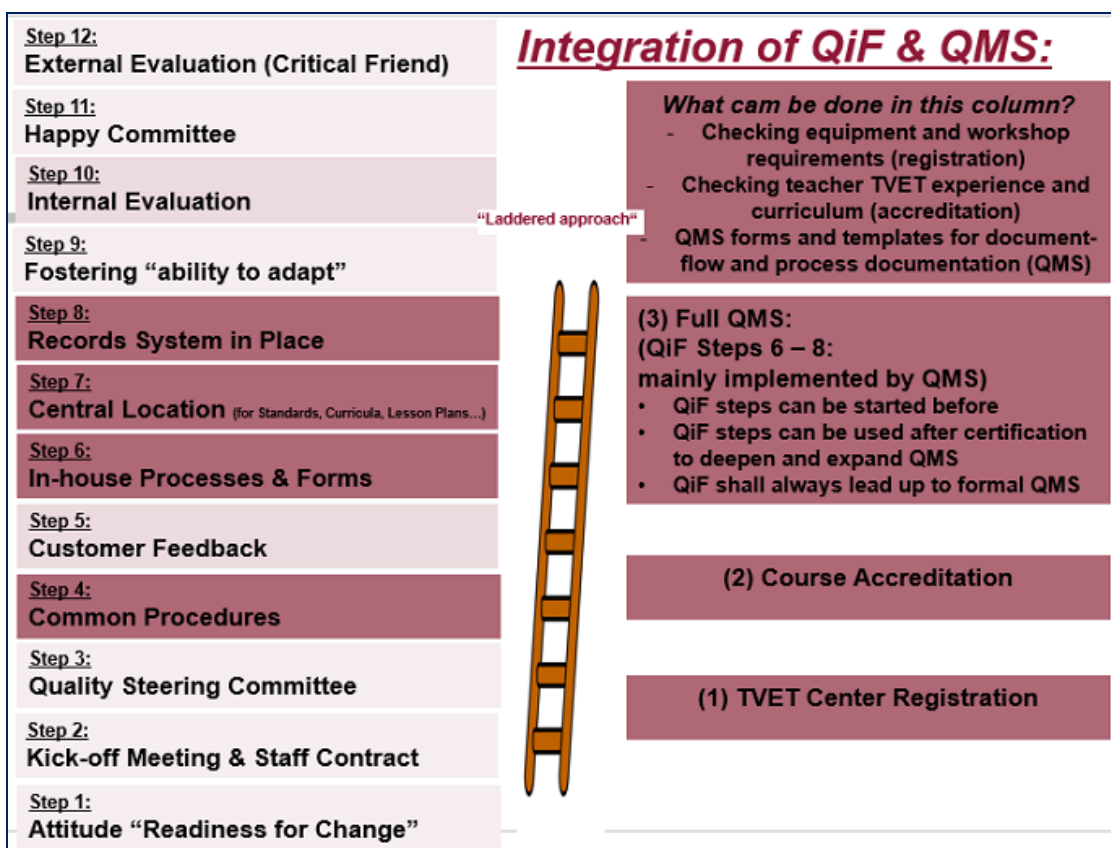 Integration of QiF & QMS:
Step 12:
External Evaluation (Critical Friend)
Step 11:
Happy Committee
Step 10:
Internal Evaluation
Step 9:
Fostering “ability to adapt”
Step 8:
Records System in Place
Step 7:
Central Location (for Standards, Curricula, Lesson Plans...)
Step 6:
In-house Processes & Forms
Step 5:
Customer Feedback
Step 4:
Common Procedures
Step 3:
Quality Steering Committee
Step 2:
Kick-off Meeting & Staff Contract
Step 1:
Attitude “Readiness for Change”
“Laddered approach“
What cam be done in this column?
- Checking equipment and workshop
requirements (registration)
- Checking teacher TVET experience and
curriculum (accreditation)
- QMS forms and templates for document-
flow and process documentation (QMS)
(3) Full QMS:
(QiF Steps 6 – 8:
mainly implemented by QMS)
• QiF steps can be started before
• QiF steps can be used after certification
to deepen and expand QMS
• QiF shall always lead up to formal QMS
(2) Course Accreditation
(1) TVET Center Registration